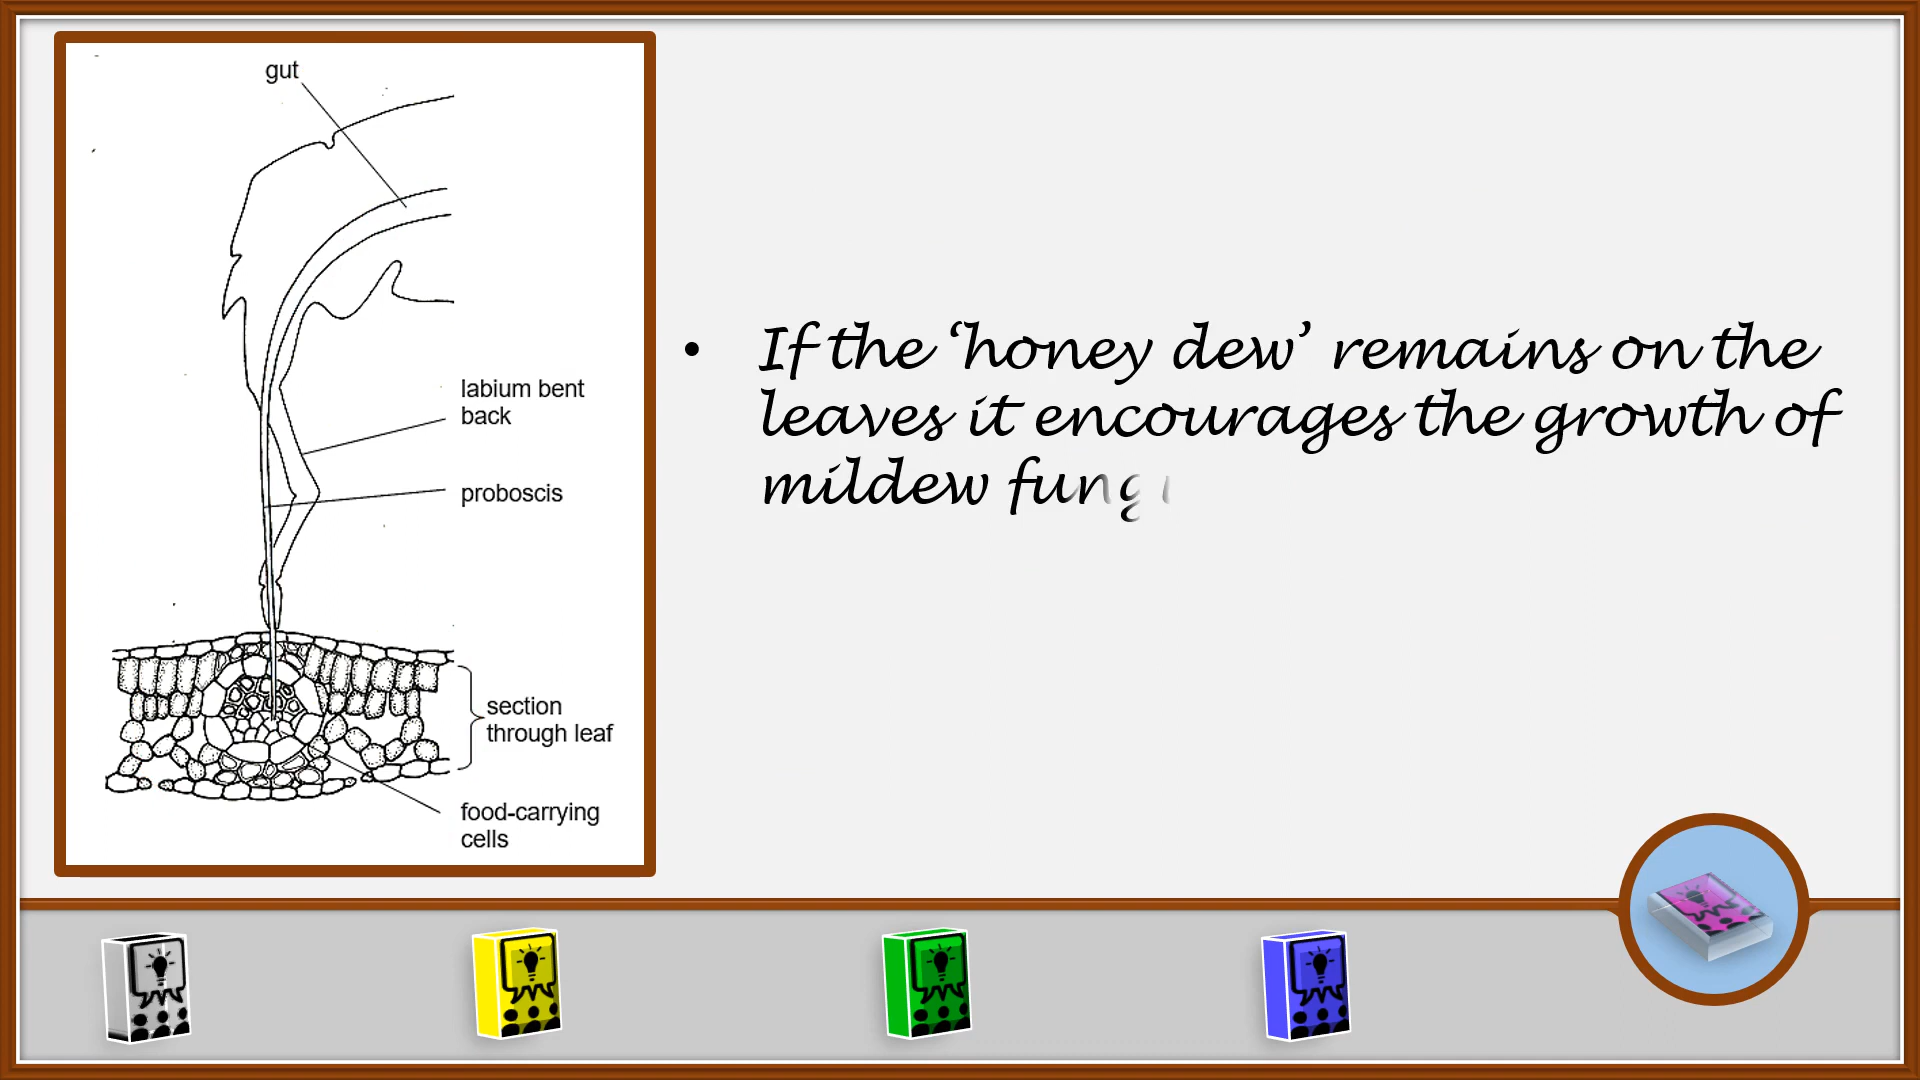 gut
labium bent
back
proboscis
section
through leaf
food-carrying
cells
• If the ‘honey dew’ remains on the
leaves it encourages the growth of
mildew fungi